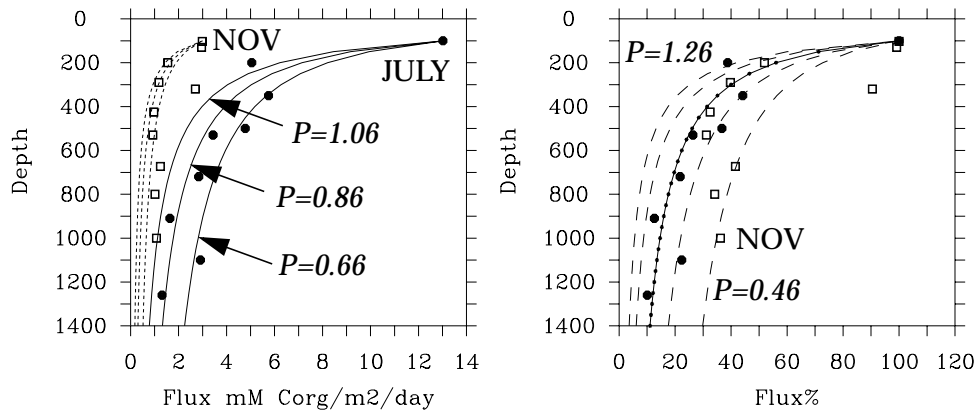 0
200
400
600
800
1000
1200
1400
Depth
NOV
JULY
P=1.06
P=0.86
P=0.66
0 2 4 6 8 10 12 14
Flux mM Corg/m2/day
0
200
400
600
800
1000
1200
1400
Depth
P=1.26
NOV
P=0.46
0 20 40 60 80 100 120
Flux%